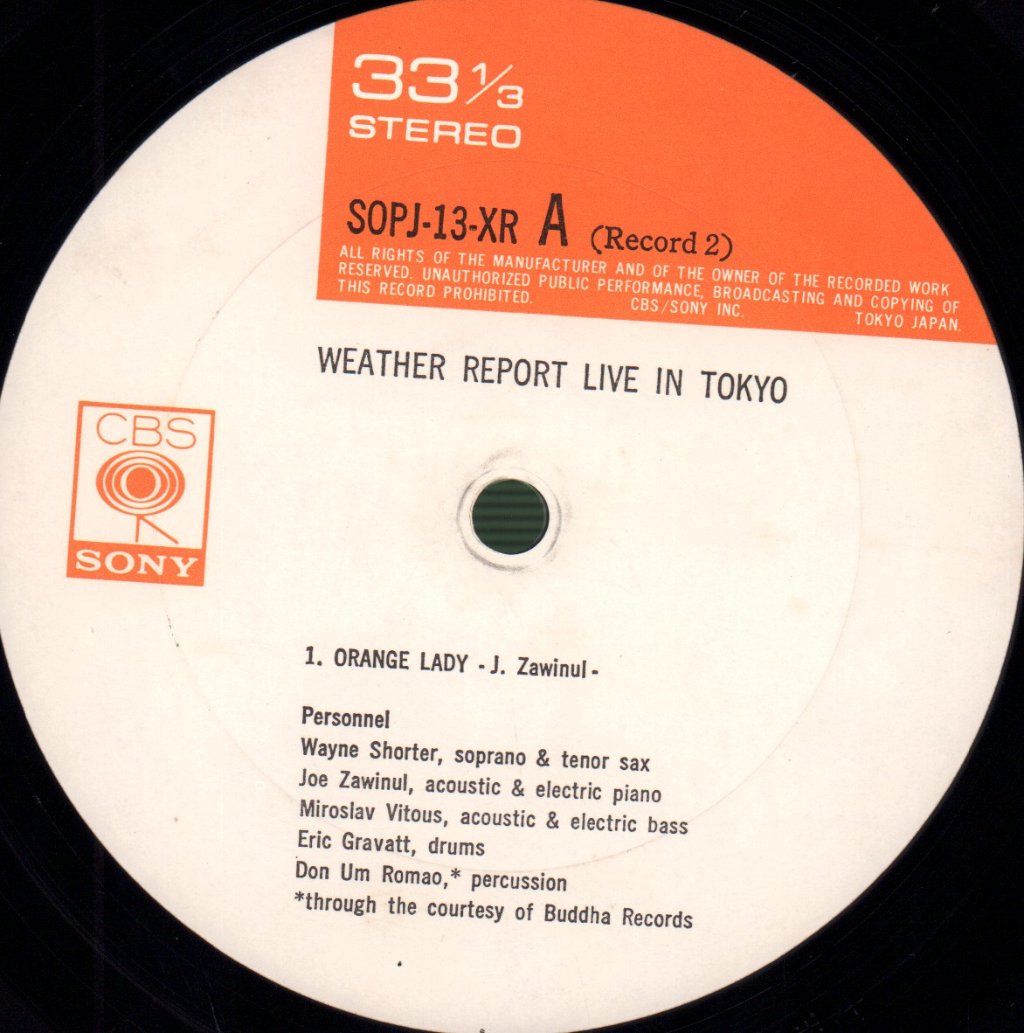 33 1/3
STEREO
SOPJ-13-XR A (Record 2)
ALL RIGHTS OF THE MANUFACTURER AND OF THE OWNER OF THE RECORDED WORK
RESERVED. UNAUTHORIZED PUBLIC PERFORMANCE, BROADCASTING AND COPYING OF
THIS RECORD PROHIBITED. CBS/SONY INC. TOKYO JAPAN.
WEATHER REPORT LIVE IN TOKYO
CBS
SONY
1. ORANGE LADY - J. Zawinul -
Personnel
Wayne Shorter, soprano & tenor sax
Joe Zawinul, acoustic & electric piano
Miroslav Vitous, acoustic & electric bass
Eric Gravatt, drums
Don Um Romao,* percussion
*through the courtesy of Buddha Records